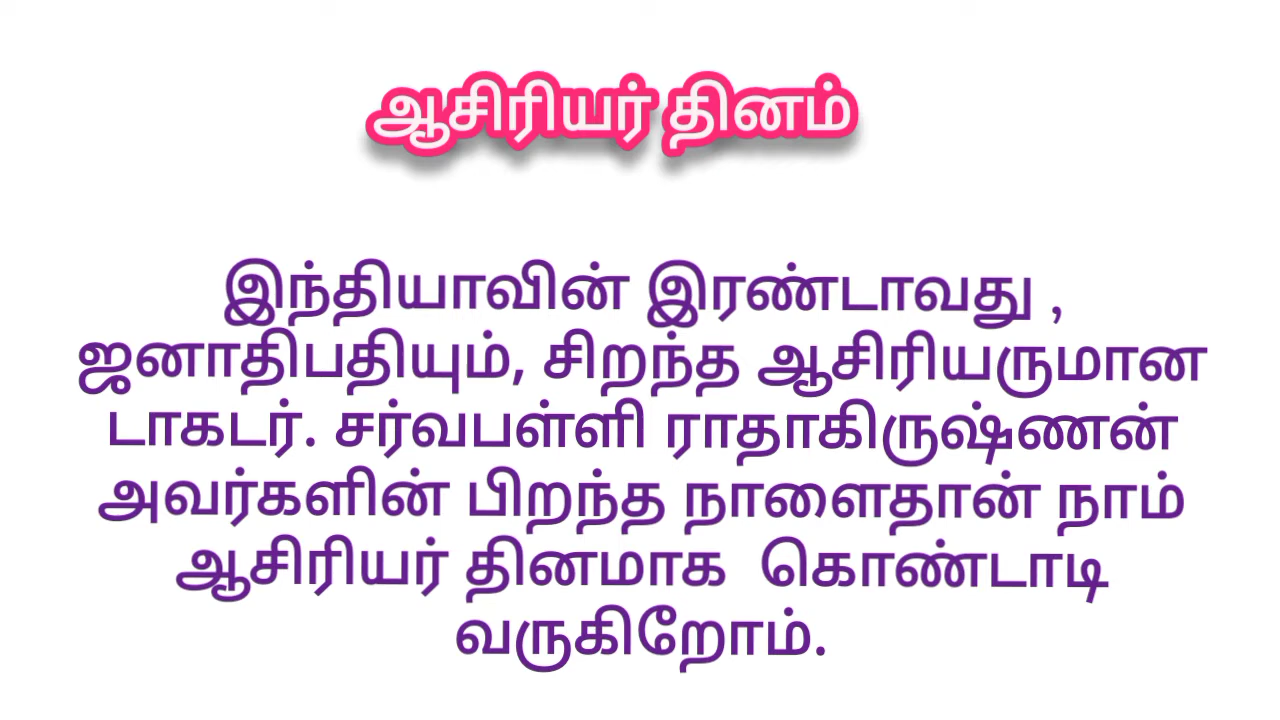 ஆசிரியர் தினம்
இந்தியாவின் இரண்டாவது ,
ஜனாதிபதியும், சிறந்த ஆசிரியருமான
டாகடர். சர்வபள்ளி ராதாகிருஷ்ணன்
அவர்களின் பிறந்த நாளைதான் நாம்
ஆசிரியர் தினமாக கொண்டாடி
வருகிறோம்.